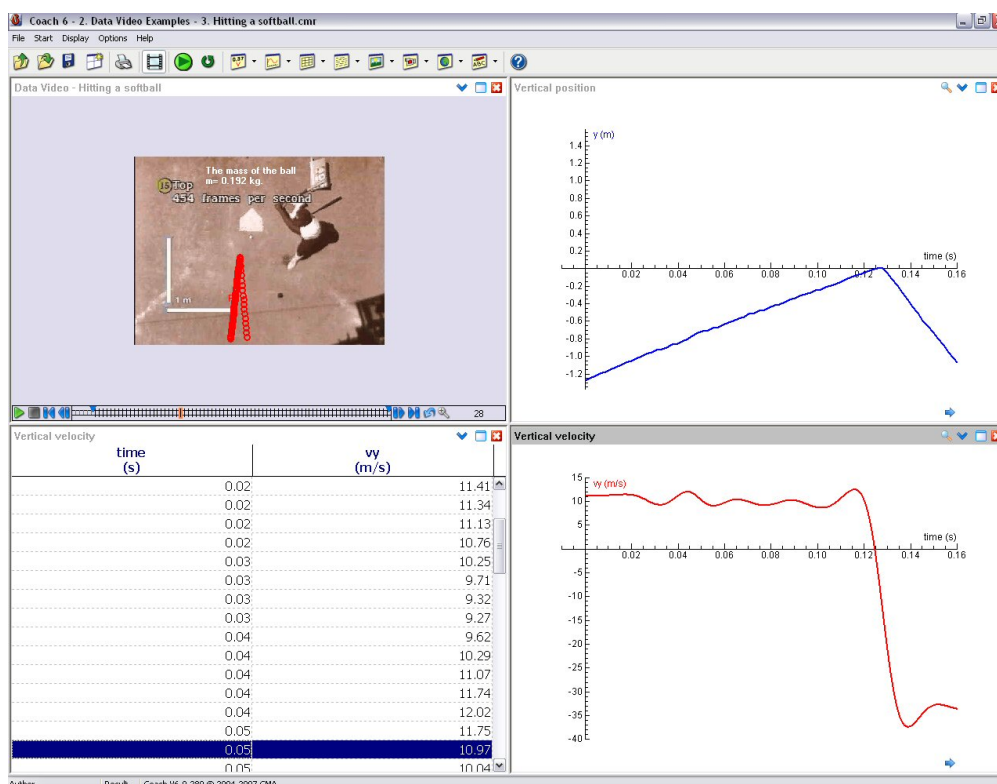 Coach 6 - 2. Data Video Examples - 3. Hitting a softball.cmr
File Start Display Options Help
Data Video - Hitting a softball
The mass of the ball
m= 0.192 kg.
15 Top
454 frames per second
1 m
28
Vertical position
y (m)
1.4
1.2
1.0
0.8
0.6
0.4
0.2
time (s)
0.02 0.04 0.06 0.08 0.10 0.12 0.14 0.16
-0.2
-0.4
-0.6
-0.8
-1.0
-1.2
Vertical velocity
time vy
(s) (m/s)
0.02 11.41
0.02 11.34
0.02 11.13
0.02 10.76
0.03 10.25
0.03 9.71
0.03 9.32
0.03 9.27
0.04 9.62
0.04 10.29
0.04 11.07
0.04 11.74
0.04 12.02
0.05 11.75
0.05 10.97
0.05 10.04
Vertical velocity
15
vy (m/s)
10
5
time (s)
0.02 0.04 0.06 0.08 0.10 0.12 0.14 0.16
-5
-10
-15
-20
-25
-30
-35
-40